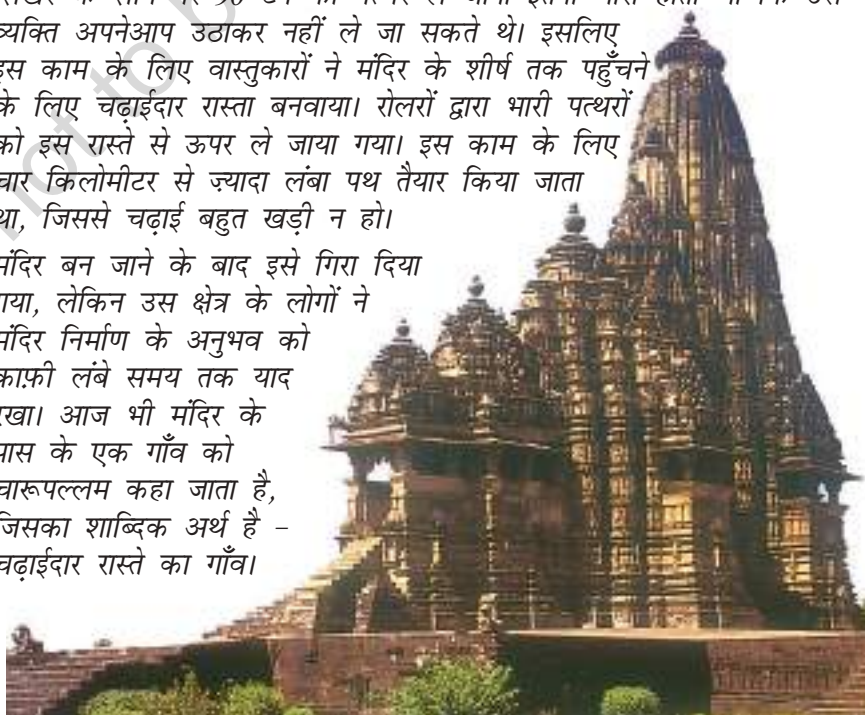 व्यक्ति अपनेआप उठाकर नहीं ले जा सकते थे। इसलिए
इस काम के लिए वास्तुकारों ने मंदिर के शीर्ष तक पहुँचने
के लिए चढ़ाईदार रास्ता बनवाया। रोलरों द्वारा भारी पत्थरों
को इस रास्ते से ऊपर ले जाया गया। इस काम के लिए
चार किलोमीटर से ज़्यादा लंबा पथ तैयार किया जाता
था, जिससे चढ़ाई बहुत खड़ी न हो।
मंदिर बन जाने के बाद इसे गिरा दिया
गया, लेकिन उस क्षेत्र के लोगों ने
मंदिर निर्माण के अनुभव को
काफ़ी लंबे समय तक याद
रखा। आज भी मंदिर के
पास के एक गाँव को
चारूपल्लम कहा जाता है,
जिसका शाब्दिक अर्थ है –
चढ़ाईदार रास्ते का गाँव।
not to b